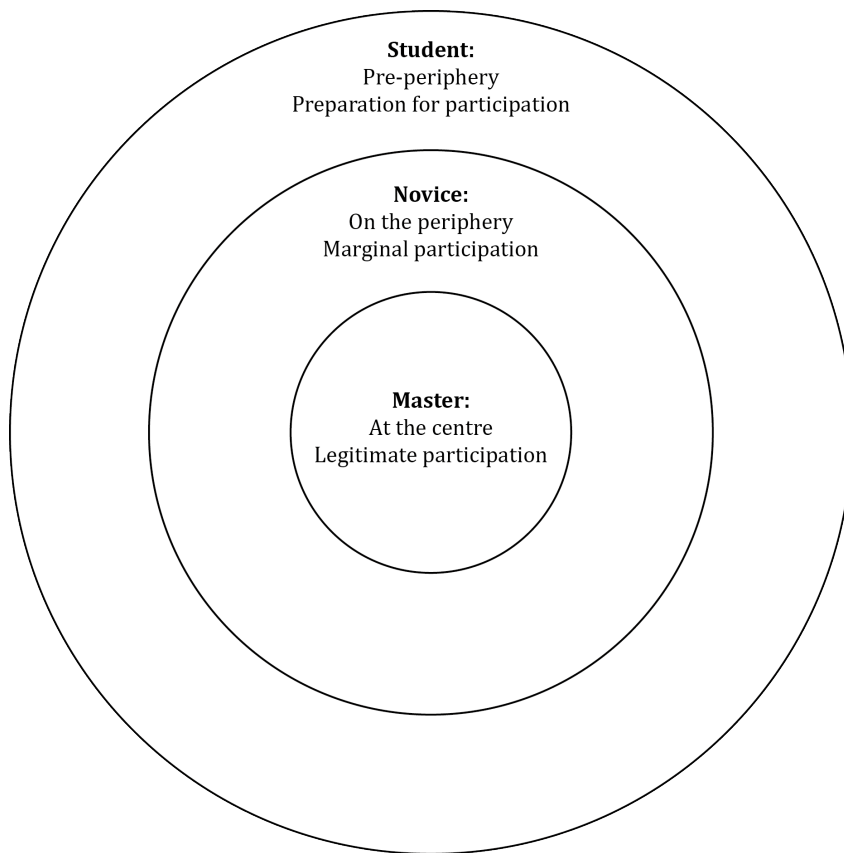 Student:
Pre-periphery
Preparation for participation
Novice:
On the periphery
Marginal participation
Master:
At the centre
Legitimate participation